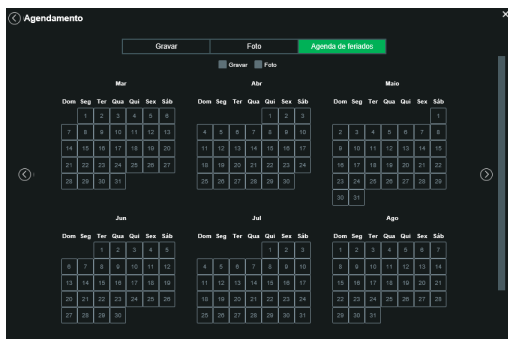 Agendamento
Gravar Foto Agenda de feriados
Gravar Foto
Mar
Dom Seg Ter Qua Qui Sex Sáb
1 2 3 4 5 6
7 8 9 10 11 12 13
14 15 16 17 18 19 20
21 22 23 24 25 26 27
28 29 30 31
Abr
Dom Seg Ter Qua Qui Sex Sáb
1 2 3
4 5 6 7 8 9 10
11 12 13 14 15 16 17
18 19 20 21 22 23 24
25 26 27 28 29 30
Maio
Dom Seg Ter Qua Qui Sex Sáb
1
2 3 4 5 6 7 8
9 10 11 12 13 14 15
16 17 18 19 20 21 22
23 24 25 26 27 28 29
30 31
Jun
Dom Seg Ter Qua Qui Sex Sáb
1 2 3 4 5
6 7 8 9 10 11 12
13 14 15 16 17 18 19
20 21 22 23 24 25 26
27 28 29 30
Jul
Dom Seg Ter Qua Qui Sex Sáb
1 2 3
4 5 6 7 8 9 10
11 12 13 14 15 16 17
18 19 20 21 22 23 24
25 26 27 28 29 30 31
Ago
Dom Seg Ter Qua Qui Sex Sáb
1 2 3 4 5 6 7
8 9 10 11 12 13 14
15 16 17 18 19 20 21
22 23 24 25 26 27 28
29 30 31